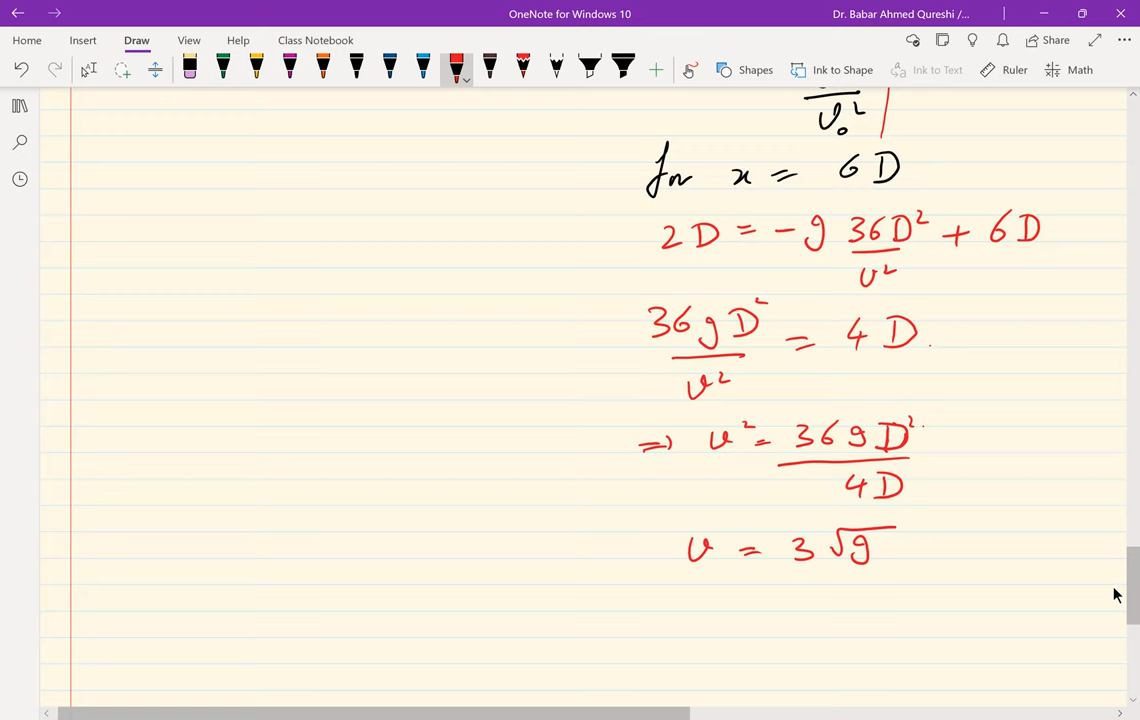 OneNote for Windows 10
Dr. Babar Ahmed Qureshi /...
Home Insert Draw View Help Class Notebook
Share
Shapes Ink to Shape Ink to Text Ruler Math
v₀²
for x = 6D
2D = - g 36D² / v² + 6D
36gD² / v² = 4D.
⇒ v² = 36gD² / 4D
v = 3√g